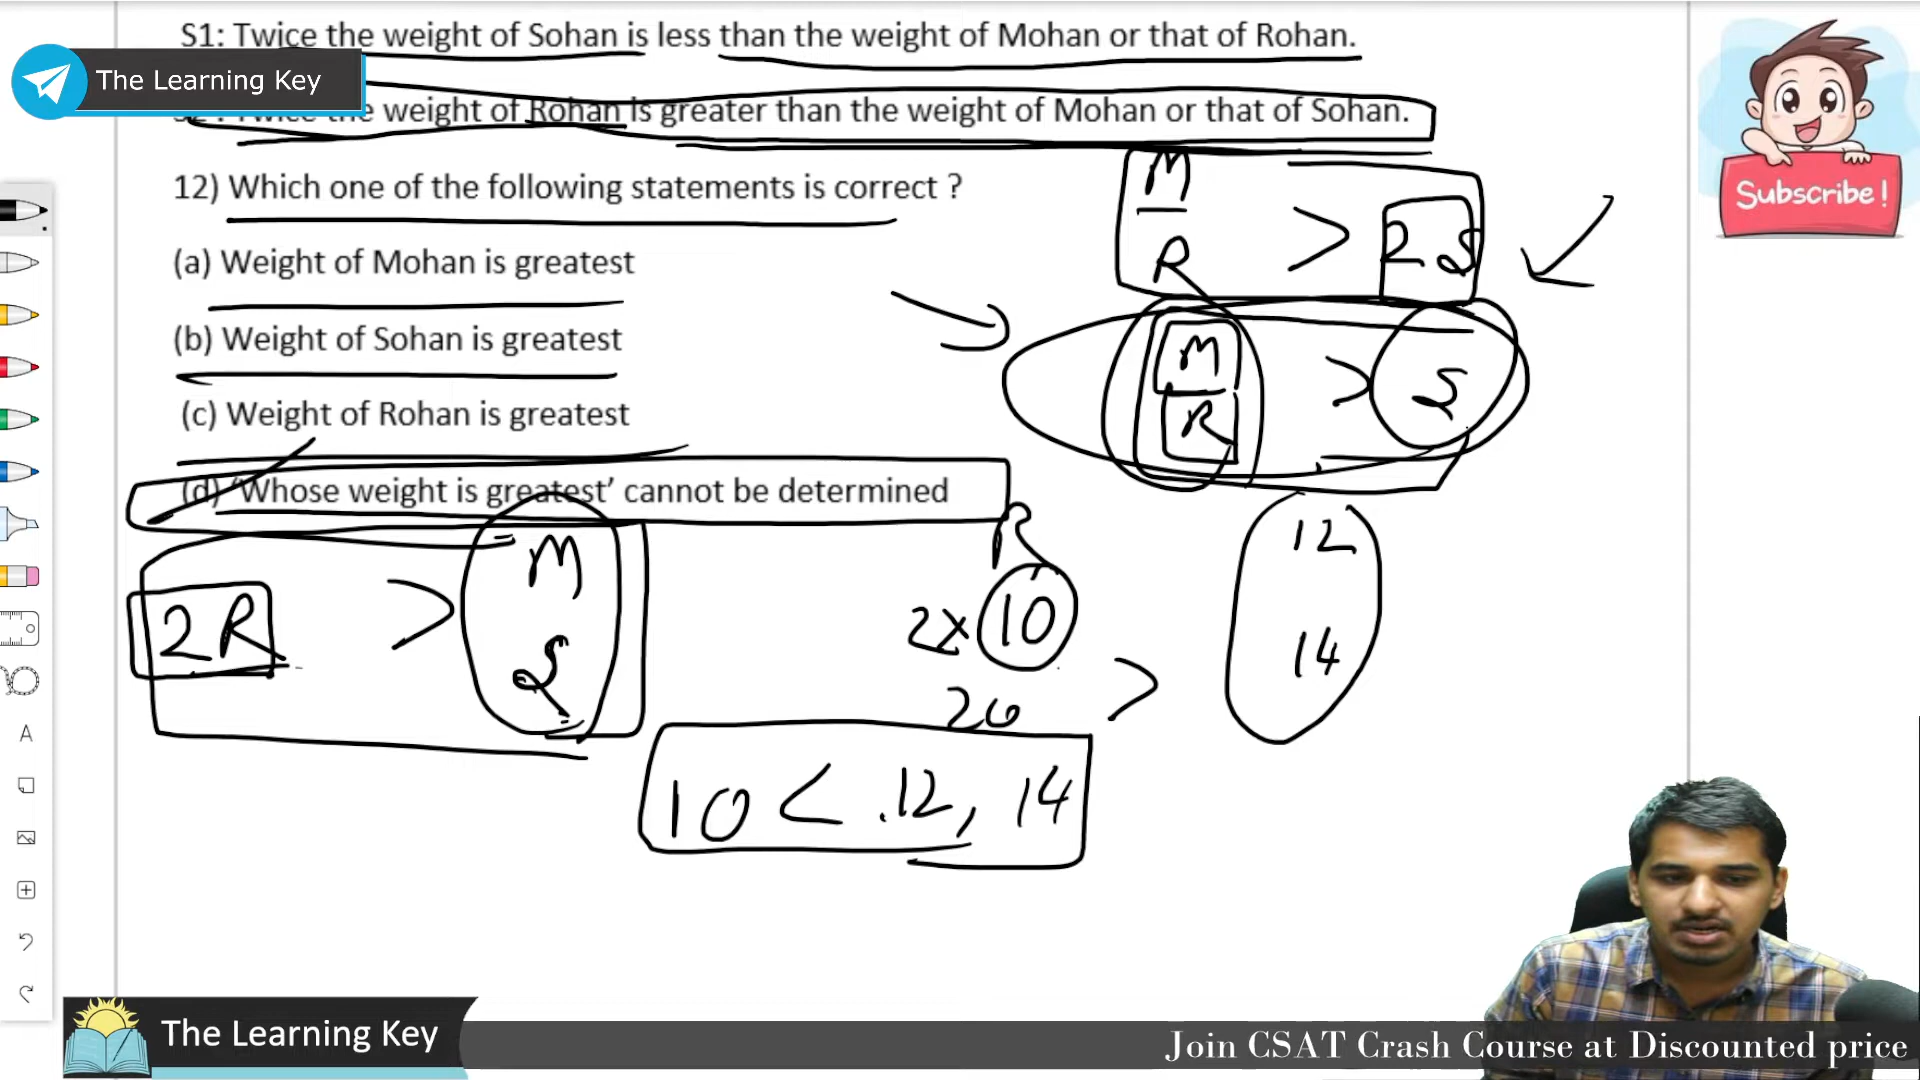 S1: Twice the weight of Sohan is less than the weight of Mohan or that of Rohan.
The Learning Key
S2 : Twice the weight of Rohan is greater than the weight of Mohan or that of Sohan.
12) Which one of the following statements is correct ?
(a) Weight of Mohan is greatest
(b) Weight of Sohan is greatest
(c) Weight of Rohan is greatest
(d) ‘Whose weight is greatest’ cannot be determined
M
R > 2S
M
R > S
2R > M
S
R
2x 10
20 > 12
14
10 < .12, 14
Subscribe !
A
The Learning Key
Join CSAT Crash Course at Discounted price